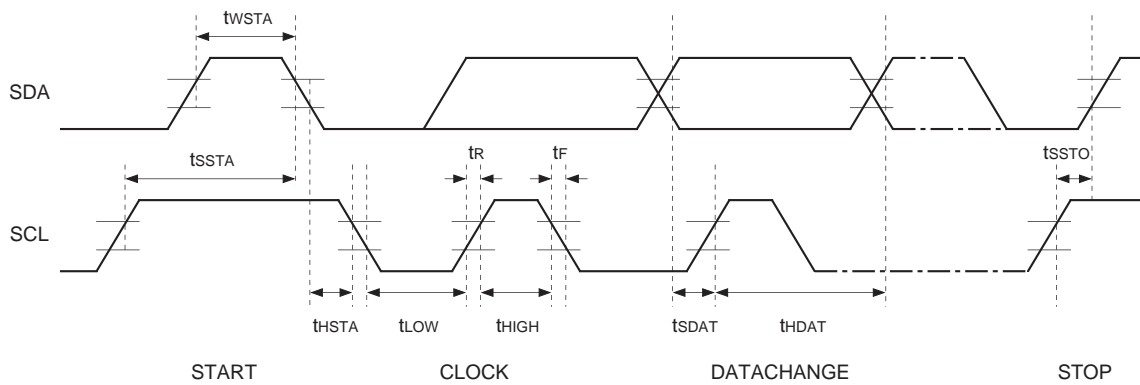 tWSTA
SDA
tSSTA
tR
tF
tSSTO
SCL
tHSTA
tLOW
tHIGH
tSDAT
tHDAT
START
CLOCK
DATACHANGE
STOP